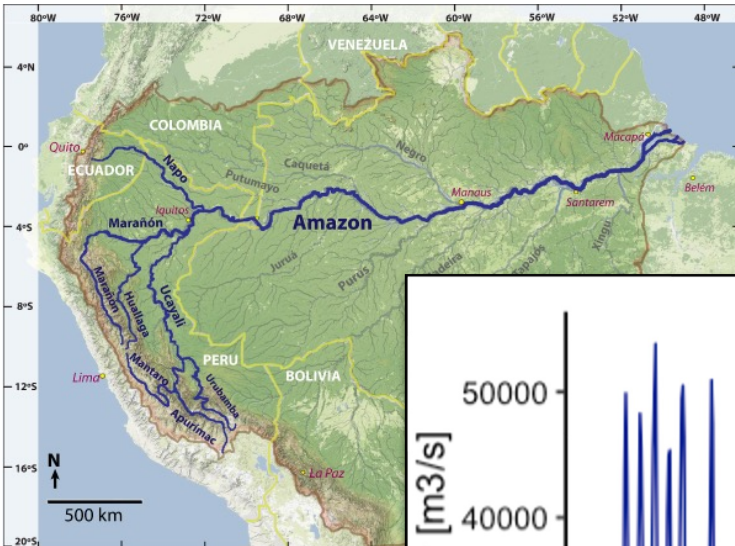 80°W 76°W 72°W 68°W 64°W 60°W 56°W 52°W 48°W
VENEZUELA
4°N
COLOMBIA
Macapá
Negro
0°
Quito
ECUADOR
Napo
Caquetá
Belém
Putumayo
Manaus
Santarem
Iquitos
Marañón
Amazon
4°S
Xingu
Juruá
Purus
adeira
apajós
Marañón
Huallaga
Ucayali
8°S
PERU
BOLIVIA
Lima
Mantaro
Urubamba
12°S
Apurímac
50000
[m3/s]
N
16°S
La Paz
500 km
40000
20°S